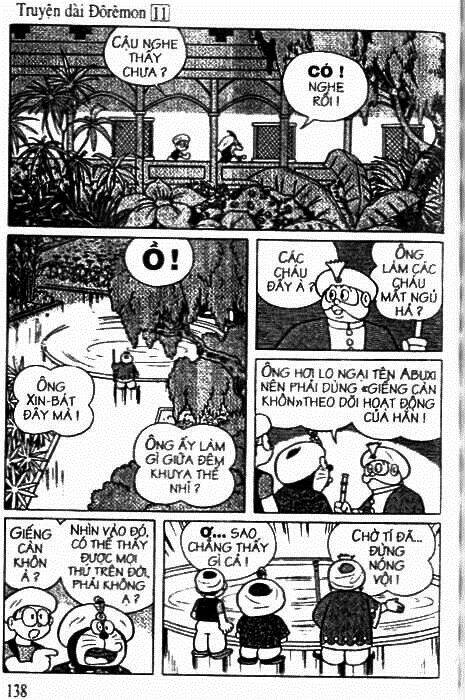 Truyện dài Đôrêmon 11
CẬU NGHE
THẤY
CHƯA ?
CÓ !
NGHE
RỒI !
Ồ !
ÔNG
XIN-BÁT
ĐÂY MÀ !
ÔNG ẤY LÀM
GÌ GIỮA ĐÊM
KHUYA THẾ
NHỈ ?
CÁC
CHÁU
ĐẤY À ?
ÔNG
LÀM CÁC
CHÁU
MẤT NGỦ
HẢ ?
ÔNG HƠI LO NGẠI TÊN ABUXI
NÊN PHẢI DÙNG «GIẾNG CÀN
KHÔN» THEO DÕI HOẠT ĐỘNG
CỦA HẮN !
GIẾNG
CÀN
KHÔN
À ?
NHÌN VÀO ĐÓ,
CÓ THỂ THẤY
ĐƯỢC MỌI
THỨ TRÊN ĐỜI,
PHẢI KHÔNG
Ạ ?
Ơ... SAO
CHẲNG THẤY
GÌ CẢ !
CHỜ TÍ ĐÃ...
ĐỪNG
NÓNG
VỘI !
138